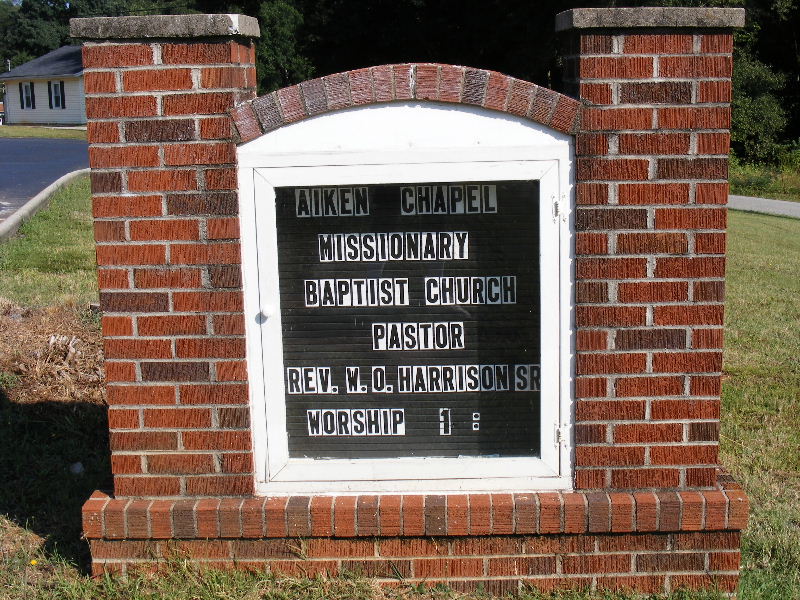 AIKEN CHAPEL
MISSIONARY
BAPTIST CHURCH
PASTOR
REV. W. O. HARRISON SR
WORSHIP 1 :